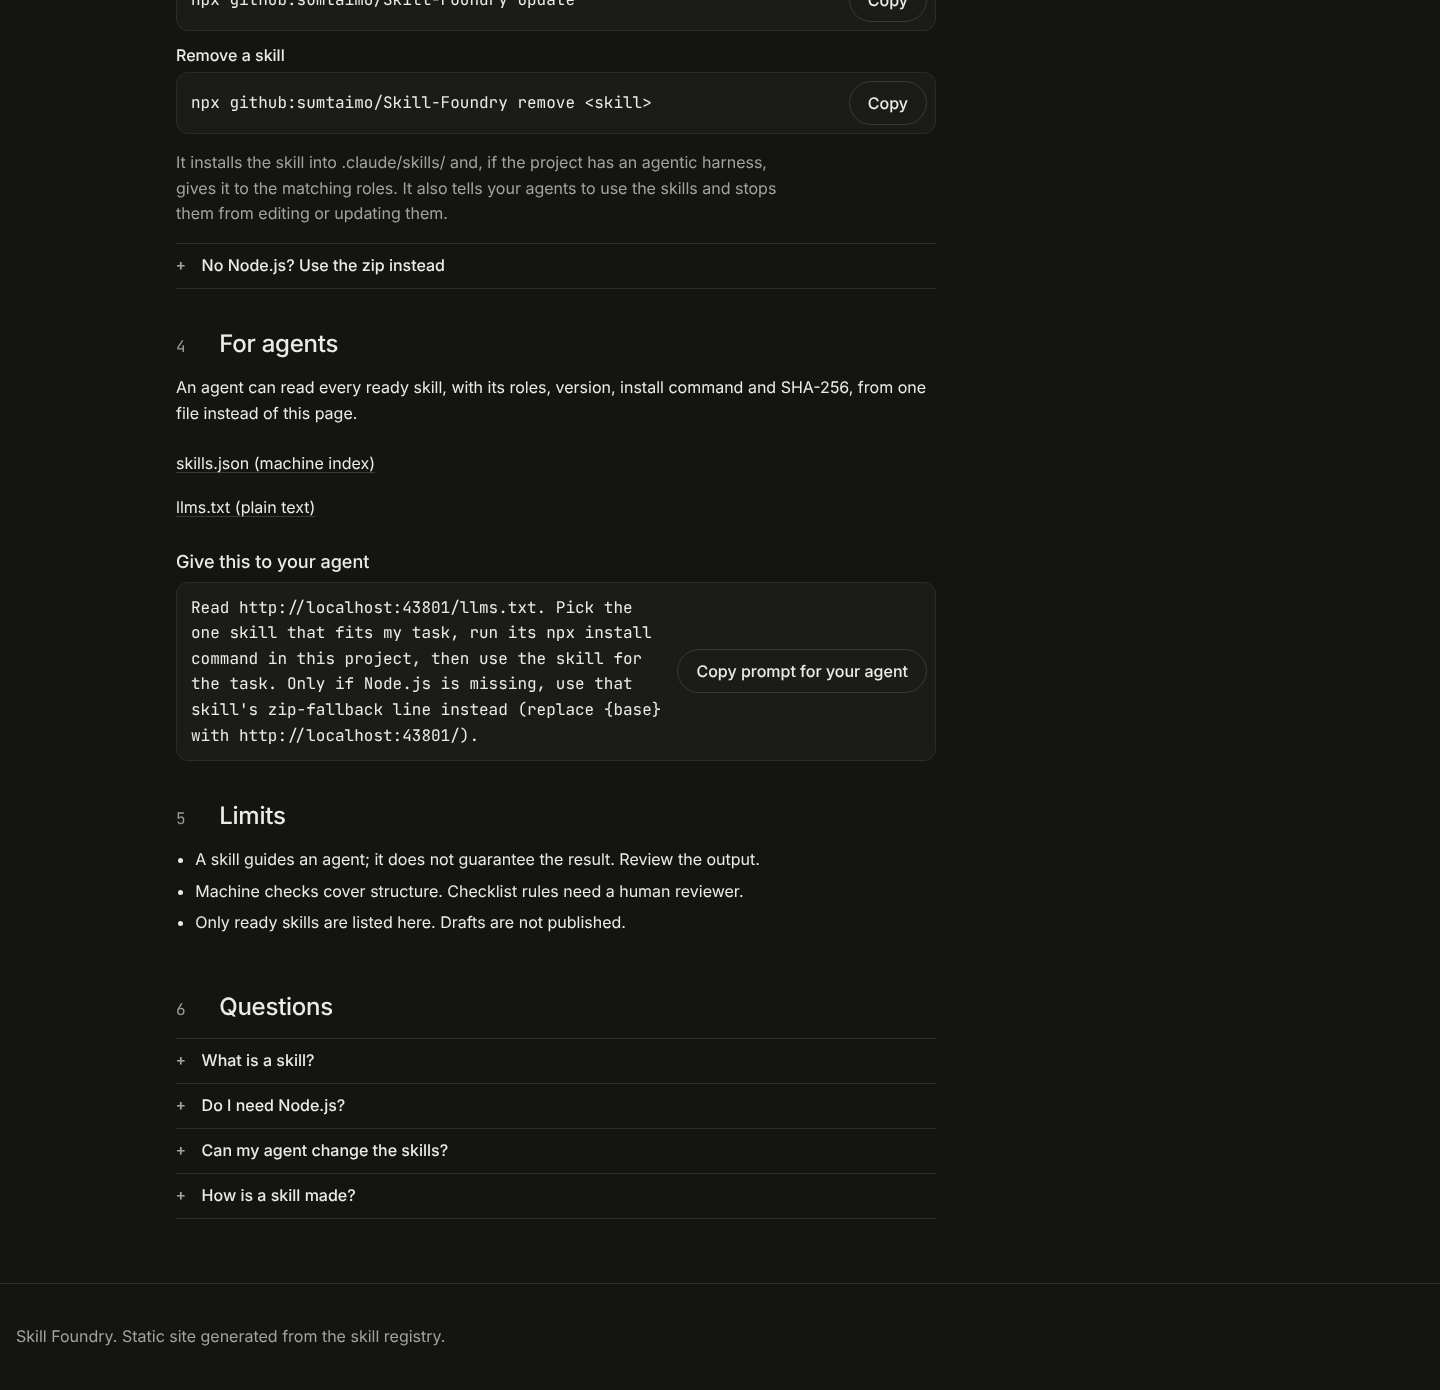 npx github:sumtaimo/Skill-Foundry update
Copy
Remove a skill
npx github:sumtaimo/Skill-Foundry remove <skill>
Copy
It installs the skill into .claude/skills/ and, if the project has an agentic harness,
gives it to the matching roles. It also tells your agents to use the skills and stops
them from editing or updating them.
+ No Node.js? Use the zip instead
4 For agents
An agent can read every ready skill, with its roles, version, install command and SHA-256, from one
file instead of this page.
skills.json (machine index)
llms.txt (plain text)
Give this to your agent
Read http://localhost:43801/llms.txt. Pick the
one skill that fits my task, run its npx install
command in this project, then use the skill for
the task. Only if Node.js is missing, use that
skill's zip-fallback line instead (replace {base}
with http://localhost:43801/).
Copy prompt for your agent
5 Limits
• A skill guides an agent; it does not guarantee the result. Review the output.
• Machine checks cover structure. Checklist rules need a human reviewer.
• Only ready skills are listed here. Drafts are not published.
6 Questions
+ What is a skill?
+ Do I need Node.js?
+ Can my agent change the skills?
+ How is a skill made?
Skill Foundry. Static site generated from the skill registry.